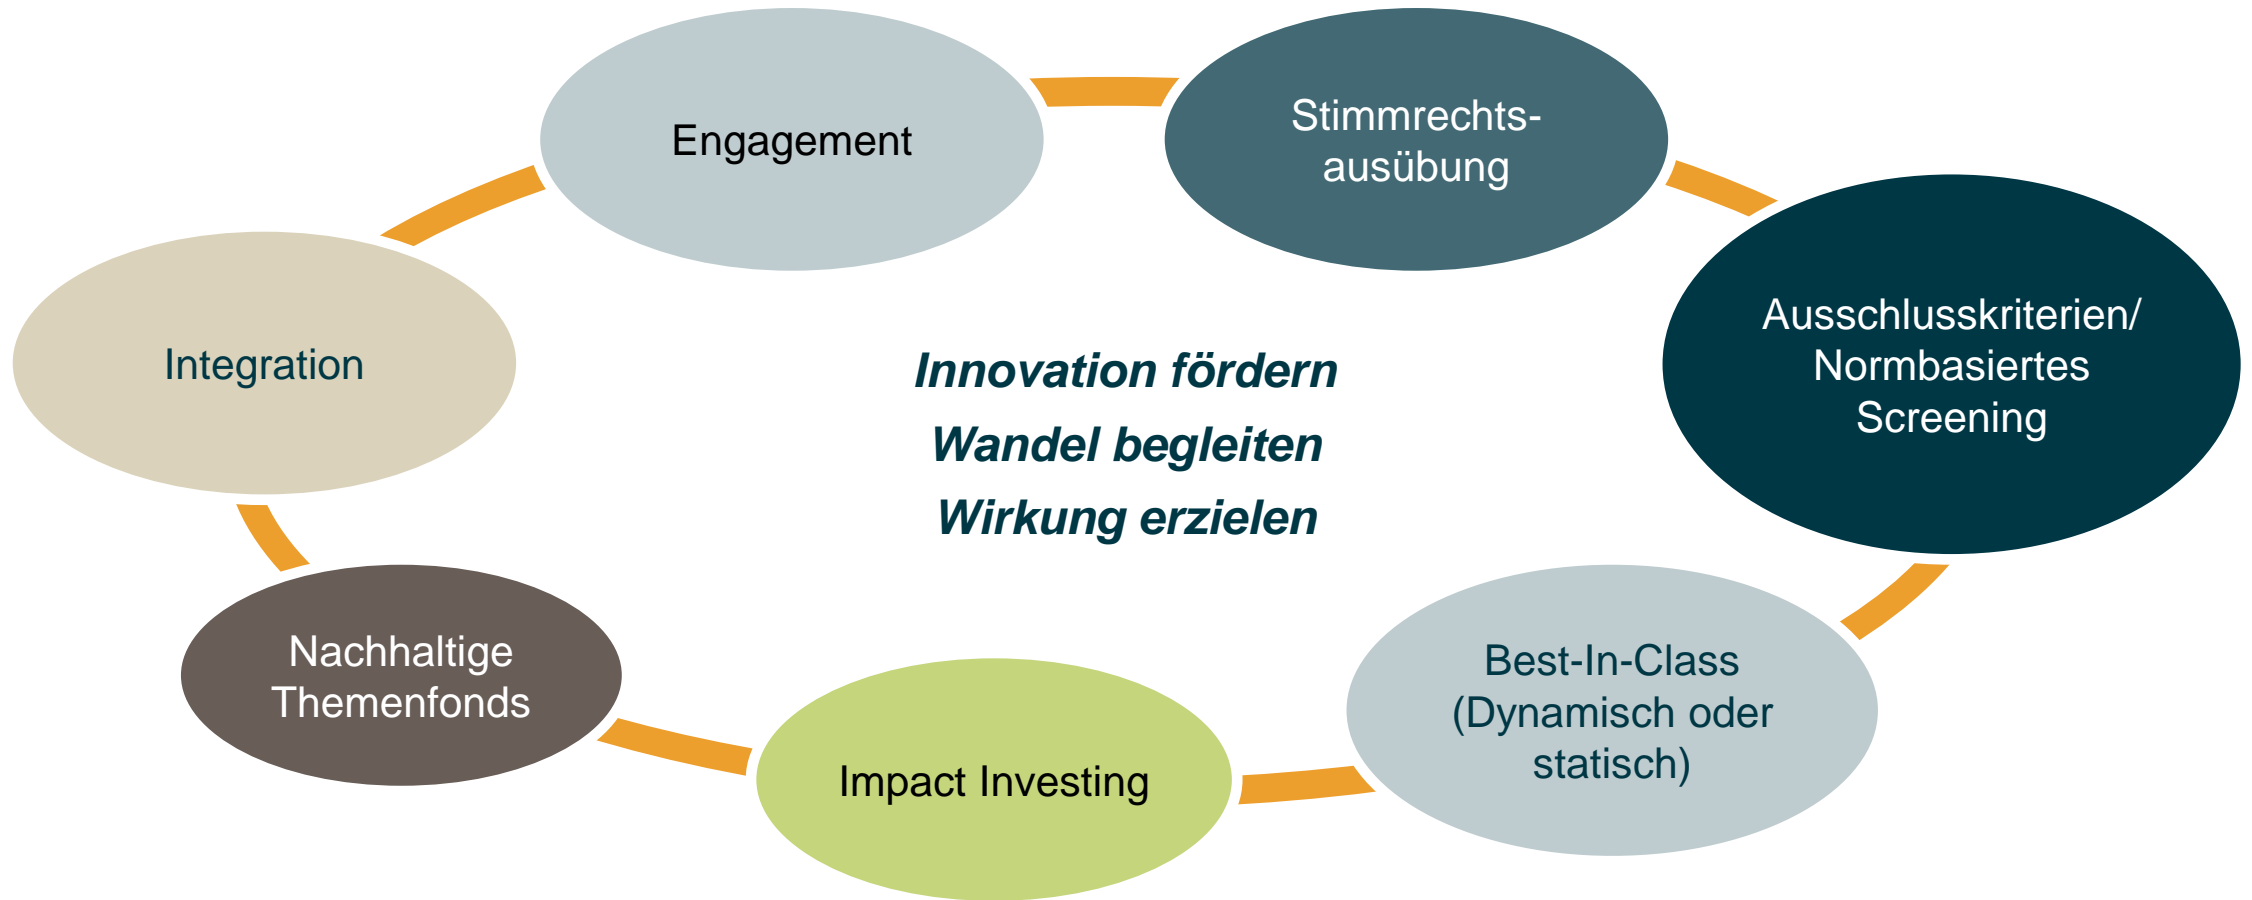 Engagement
Stimmrechts-
ausübung
Integration
Ausschlusskriterien/
Normbasiertes
Screening
Innovation fördern
Wandel begleiten
Wirkung erzielen
Nachhaltige
Themenfonds
Impact Investing
Best-In-Class
(Dynamisch oder
statisch)